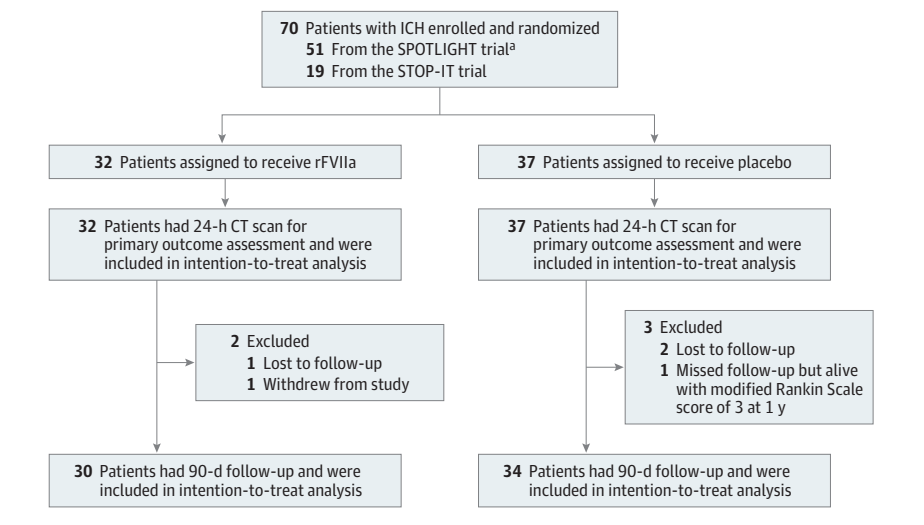 70 Patients with ICH enrolled and randomized
51 From the SPOTLIGHT trialᵃ
19 From the STOP-IT trial
32 Patients assigned to receive rFVIIa
37 Patients assigned to receive placebo
32 Patients had 24-h CT scan for
primary outcome assessment and were
included in intention-to-treat analysis
37 Patients had 24-h CT scan for
primary outcome assessment and were
included in intention-to-treat analysis
2 Excluded
1 Lost to follow-up
1 Withdrew from study
3 Excluded
2 Lost to follow-up
1 Missed follow-up but alive
with modified Rankin Scale
score of 3 at 1 y
30 Patients had 90-d follow-up and were
included in intention-to-treat analysis
34 Patients had 90-d follow-up and were
included in intention-to-treat analysis